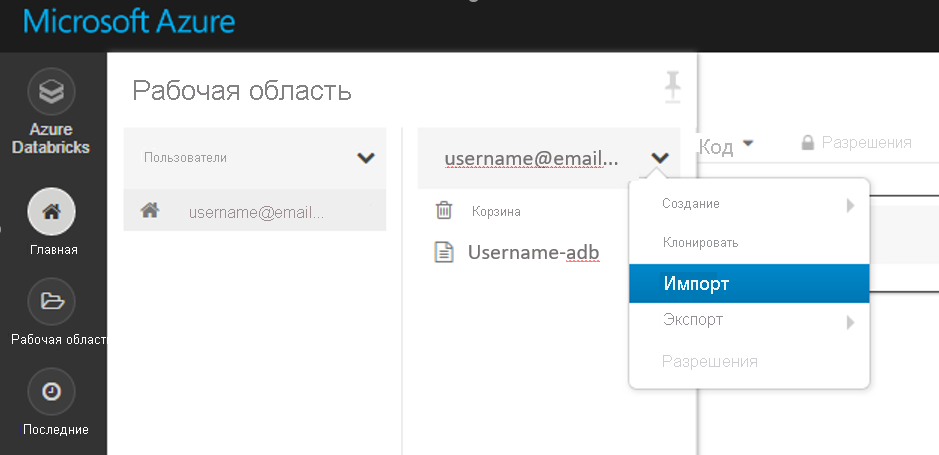 Microsoft Azure
Azure
Databricks
Главная
Рабочая област
Последние
Рабочая область
Пользователи
username@email...
username@email...
Корзина
Username-adb
Код
Разрешения
Создание
Клонировать
Импорт
Экспорт
Разрешения